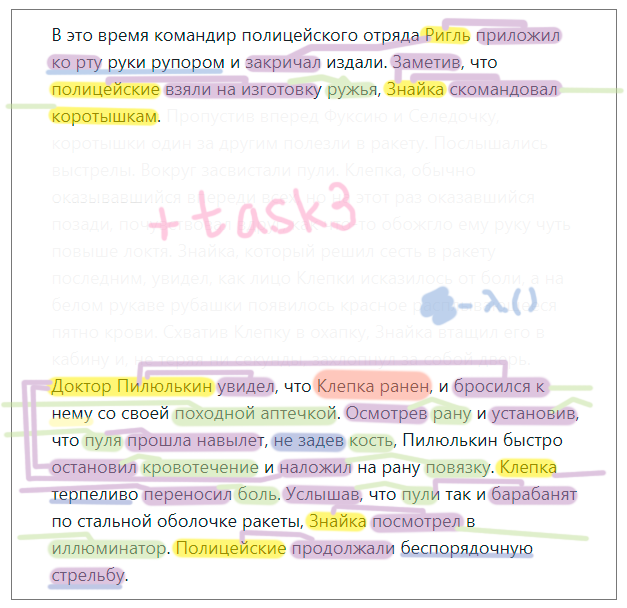 В это время командир полицейского отряда Ригль приложил
ко рту руки рупором и закричал издали. Заметив, что
полицейские взяли на изготовку ружья, Знайка скомандовал
коротышкам. Пропустив вперед Фуксию и Селедочку,
коротышки один за другим полезли в ракету. Послышались
выстрелы. Вокруг засвистали пули. Клепка, обычно
оказывавшийся впереди этот раз оказавшийся
позади, что обожгло ему руку чуть
повыше локтя. Знайка, который решил сесть в ракету
последним, увидел, как лицо Клепки исказилось от боли, а на
белом рукаве рубашки появилось красное
пятно крови. Схватив Клепку в охапку, Знайка втащил его в
кабину и, не теряя ни секунды, захлопнул за собой дверь.
+ task3
- λ()
Доктор Пилюлькин увидел, что Клепка ранен, и бросился к
нему со своей походной аптечкой. Осмотрев рану и установив,
что пуля прошла навылет, не задев кость, Пилюлькин быстро
остановил кровотечение и наложил на рану повязку. Клепка
терпеливо переносил боль. Услышав, что пули так и барабанят
по стальной оболочке ракеты, Знайка посмотрел в
иллюминатор. Полицейские продолжали беспорядочную
стрельбу.